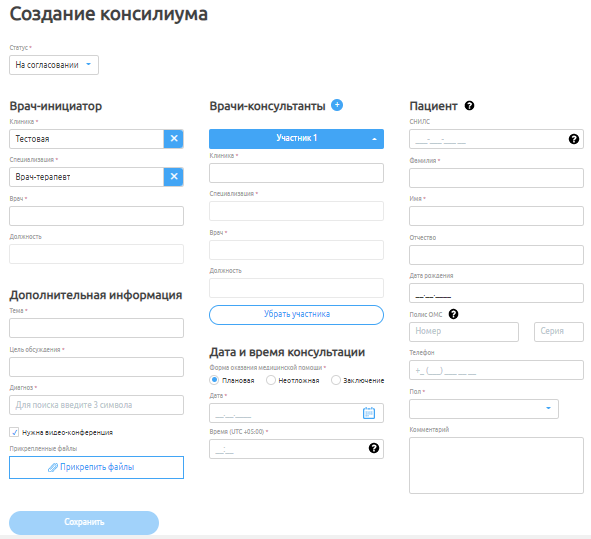 Создание консилиума
Статус *
На согласовании
Врач-инициатор
Клиника *
Тестовая
Специализация *
Врач-терапевт
Врач *
Должность
Дополнительная информация
Тема *
Цель обсуждения *
Диагноз *
Для поиска введите 3 символа
Нужна видео-конференция
Прикрепленные файлы
Прикрепить файлы
Сохранить
Врачи-консультанты +
Участник 1
Клиника *
Специализация *
Врач *
Должность
Убрать участника
Дата и время консультации
Форма оказания медицинской помощи *
Плановая Неотложная Заключение
Дата *
__.__.____
Время (UTC +05:00) *
__:__ ?
Пациент ?
СНИЛС
___-___-___ __ ?
Фамилия *
Имя *
Отчество
Дата рождения
__.__.____
Полис ОМС ?
Номер Серия
Телефон
+_ (___) ___ __ __
Пол *
Комментарий